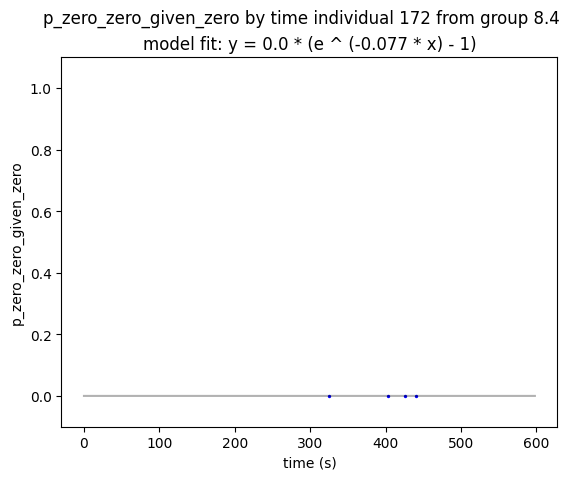 p_zero_zero_given_zero by time individual 172 from group 8.4
model fit: y = 0.0 * (e ^ (-0.077 * x) - 1)
1.0
0.8
0.6
0.4
0.2
0.0
p_zero_zero_given_zero
0 100 200 300 400 500 600
time (s)